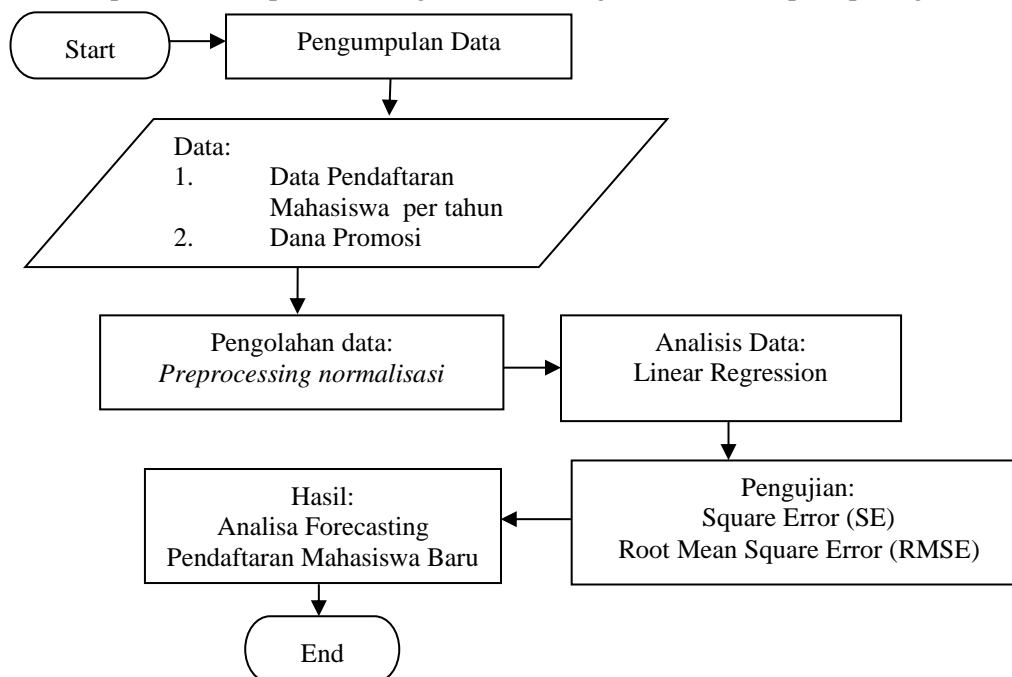 Start
Pengumpulan Data
Data:
1. Data Pendaftaran
Mahasiswa per tahun
2. Dana Promosi
Pengolahan data:
Preprocessing normalisasi
Analisis Data:
Linear Regression
Pengujian:
Square Error (SE)
Root Mean Square Error (RMSE)
Hasil:
Analisa Forecasting
Pendaftaran Mahasiswa Baru
End